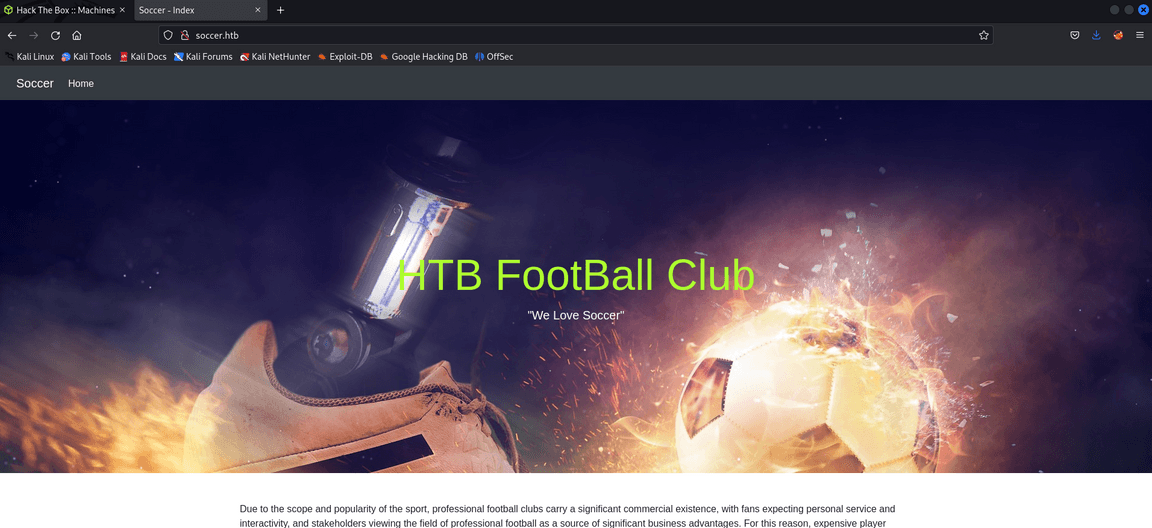 Hack The Box :: Machines
Soccer - Index
soccer.htb
Kali Linux Kali Tools Kali Docs Kali Forums Kali NetHunter Exploit-DB Google Hacking DB OffSec
Soccer Home
HTB FootBall Club
"We Love Soccer"
Due to the scope and popularity of the sport, professional football clubs carry a significant commercial existence, with fans expecting personal service and
interactivity, and stakeholders viewing the field of professional football as a source of significant business advantages. For this reason, expensive player